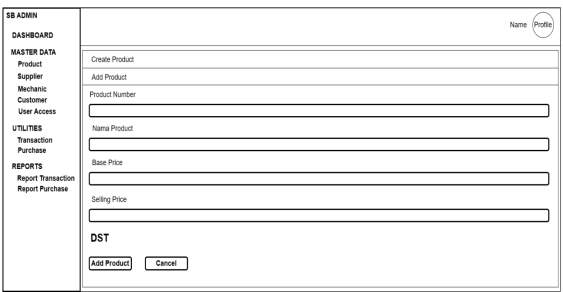 SB ADMIN
DASHBOARD
MASTER DATA
Product
Supplier
Mechanic
Customer
User Access
UTILITIES
Transaction
Purchase
REPORTS
Report Transaction
Report Purchase
Name Profile
Create Product
Add Product
Product Number
Nama Product
Base Price
Selling Price
DST
Add Product Cancel